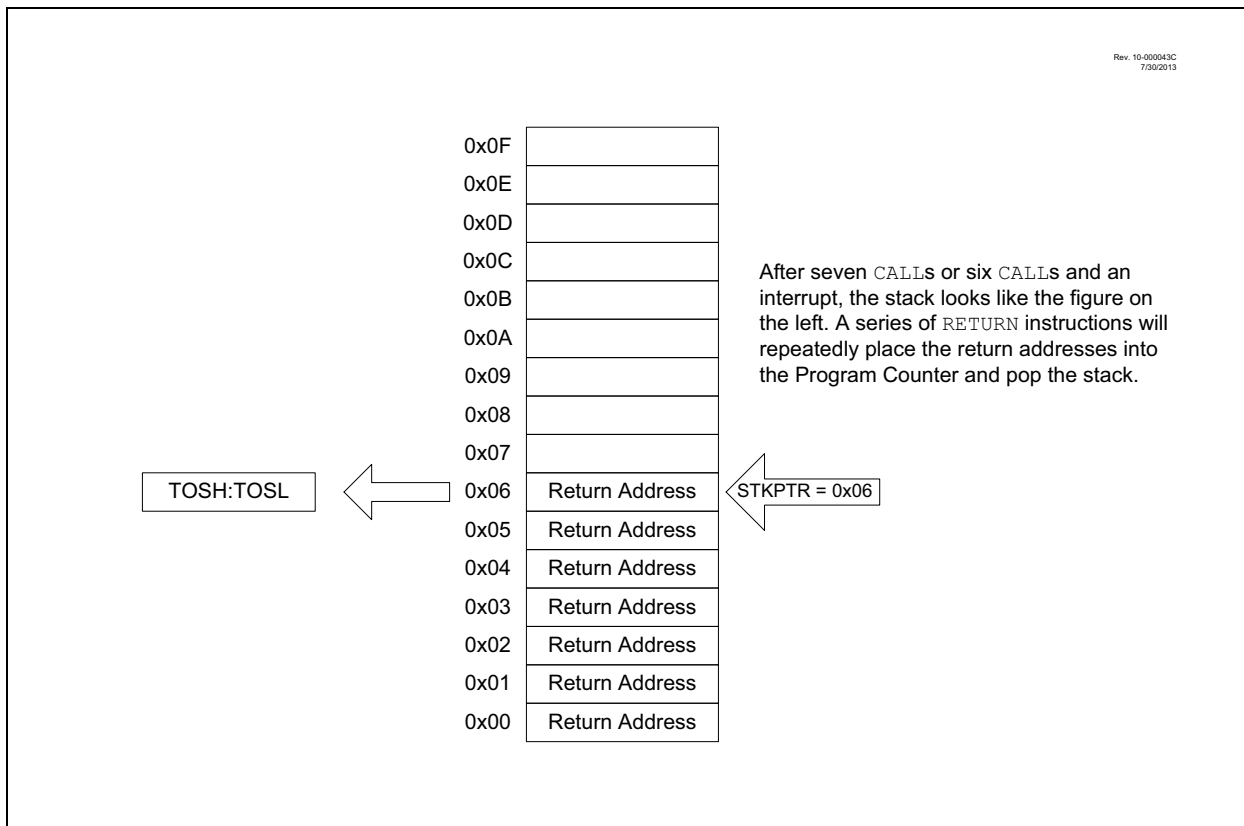 Rev. 10-000043C
7/30/2013
0x0F
0x0E
0x0D
0x0C
0x0B
0x0A
0x09
0x08
0x07
After seven CALLs or six CALLs and an
interrupt, the stack looks like the figure on
the left. A series of RETURN instructions will
repeatedly place the return addresses into
the Program Counter and pop the stack.
TOSH:TOSL 0x06 Return Address STKPTR = 0x06
0x05 Return Address
0x04 Return Address
0x03 Return Address
0x02 Return Address
0x01 Return Address
0x00 Return Address